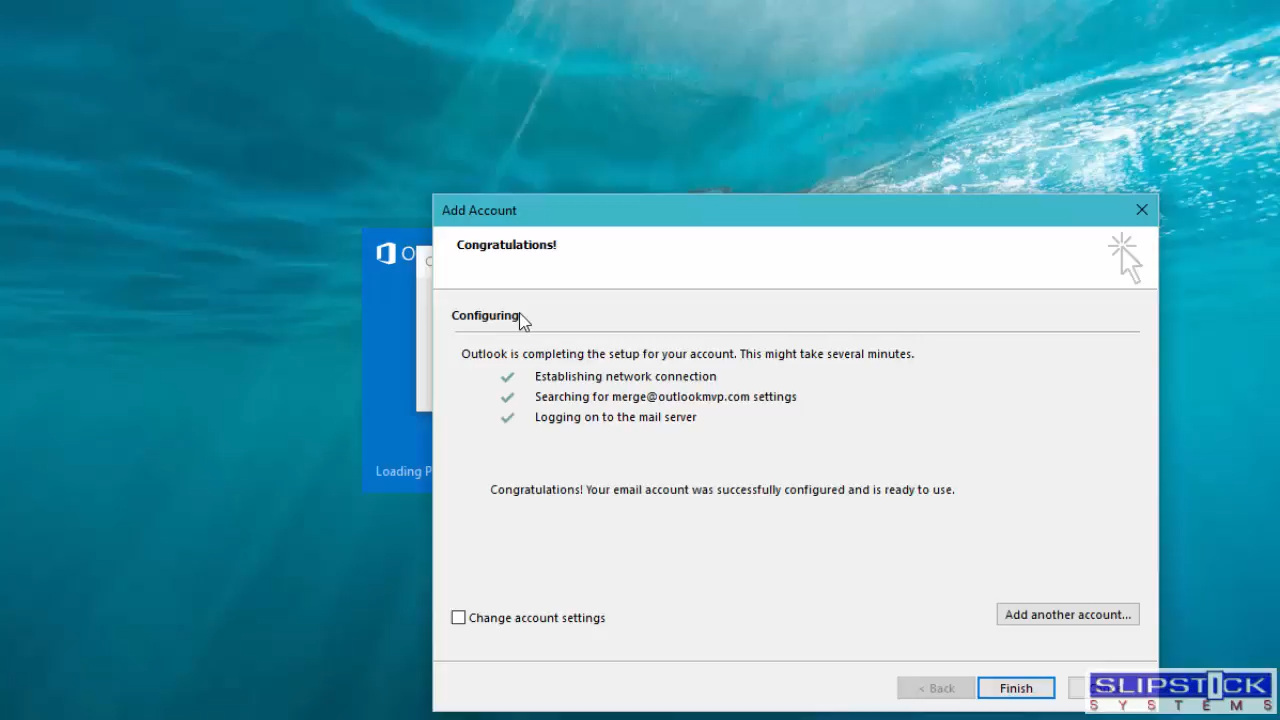 Add Account
Congratulations!
Configuring
Outlook is completing the setup for your account. This might take several minutes.
Establishing network connection
Searching for merge@outlookmvp.com settings
Logging on to the mail server
Loading P
Congratulations! Your email account was successfully configured and is ready to use.
Change account settings
Add another account...
< Back
Finish
SLIPSTICK
SYSTEMS